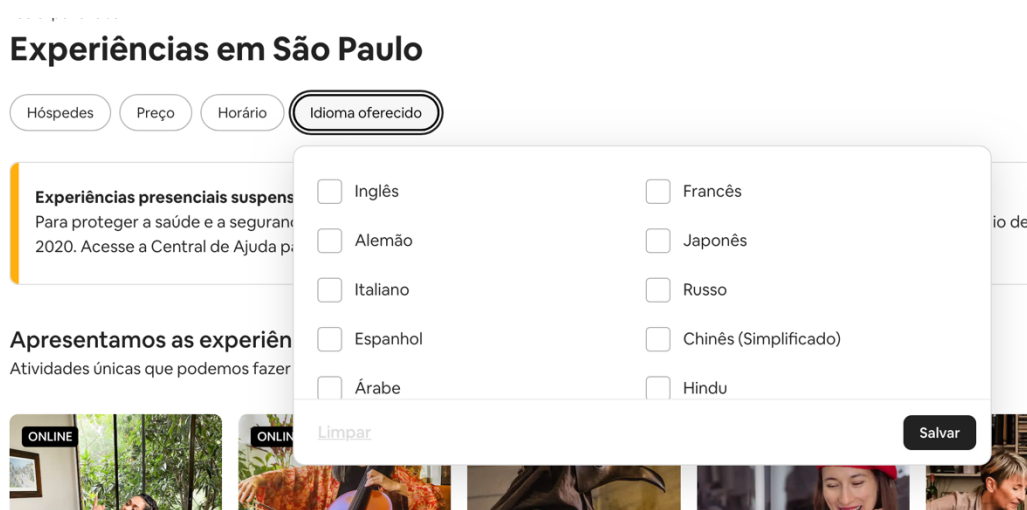 Experiências em São Paulo
Hóspedes Preço Horário Idioma oferecido
Inglês Francês
Experiências presenciais suspens
Para proteger a saúde e a seguran io de
Alemão Japonês
2020. Acesse a Central de Ajuda pa
Italiano Russo
Apresentamos as experiên
Espanhol Chinês (Simplificado)
Atividades únicas que podemos fazer
Árabe Hindu
Limpar Salvar
ONLINE
ONLIN